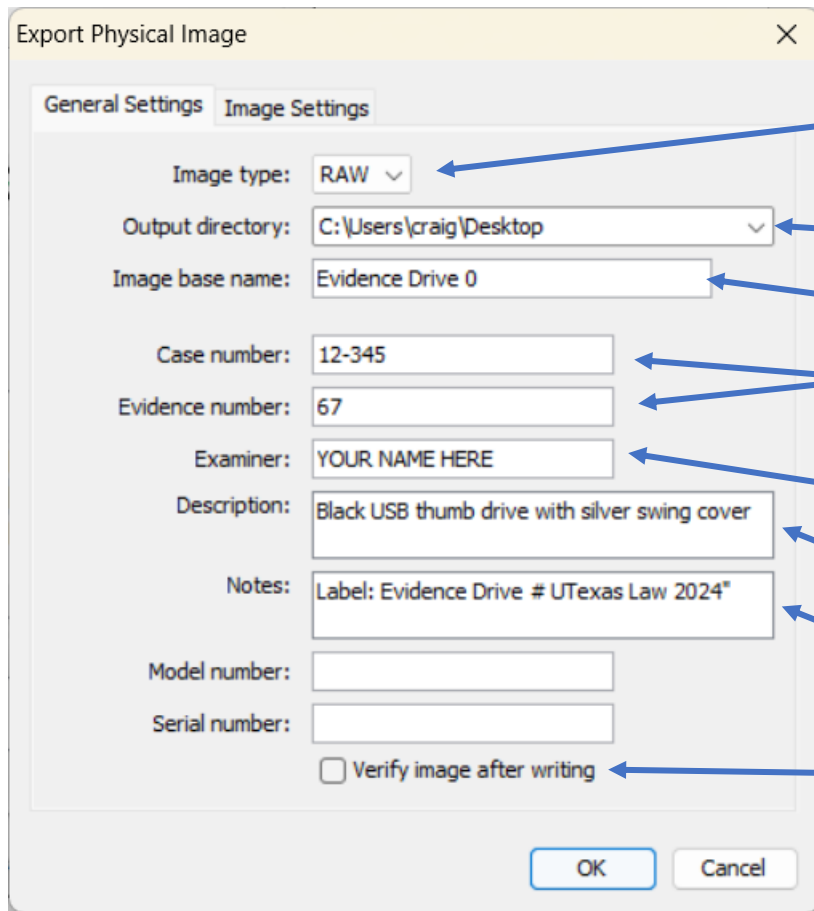 Export Physical Image
General Settings Image Settings
Image type: RAW
Output directory: C:\Users\craig\Desktop
Image base name: Evidence Drive 0
Case number: 12-345
Evidence number: 67
Examiner: YOUR NAME HERE
Description: Black USB thumb drive with silver swing cover
Notes: Label: Evidence Drive # UTexas Law 2024"
Model number:
Serial number:
Verify image after writing
OK Cancel